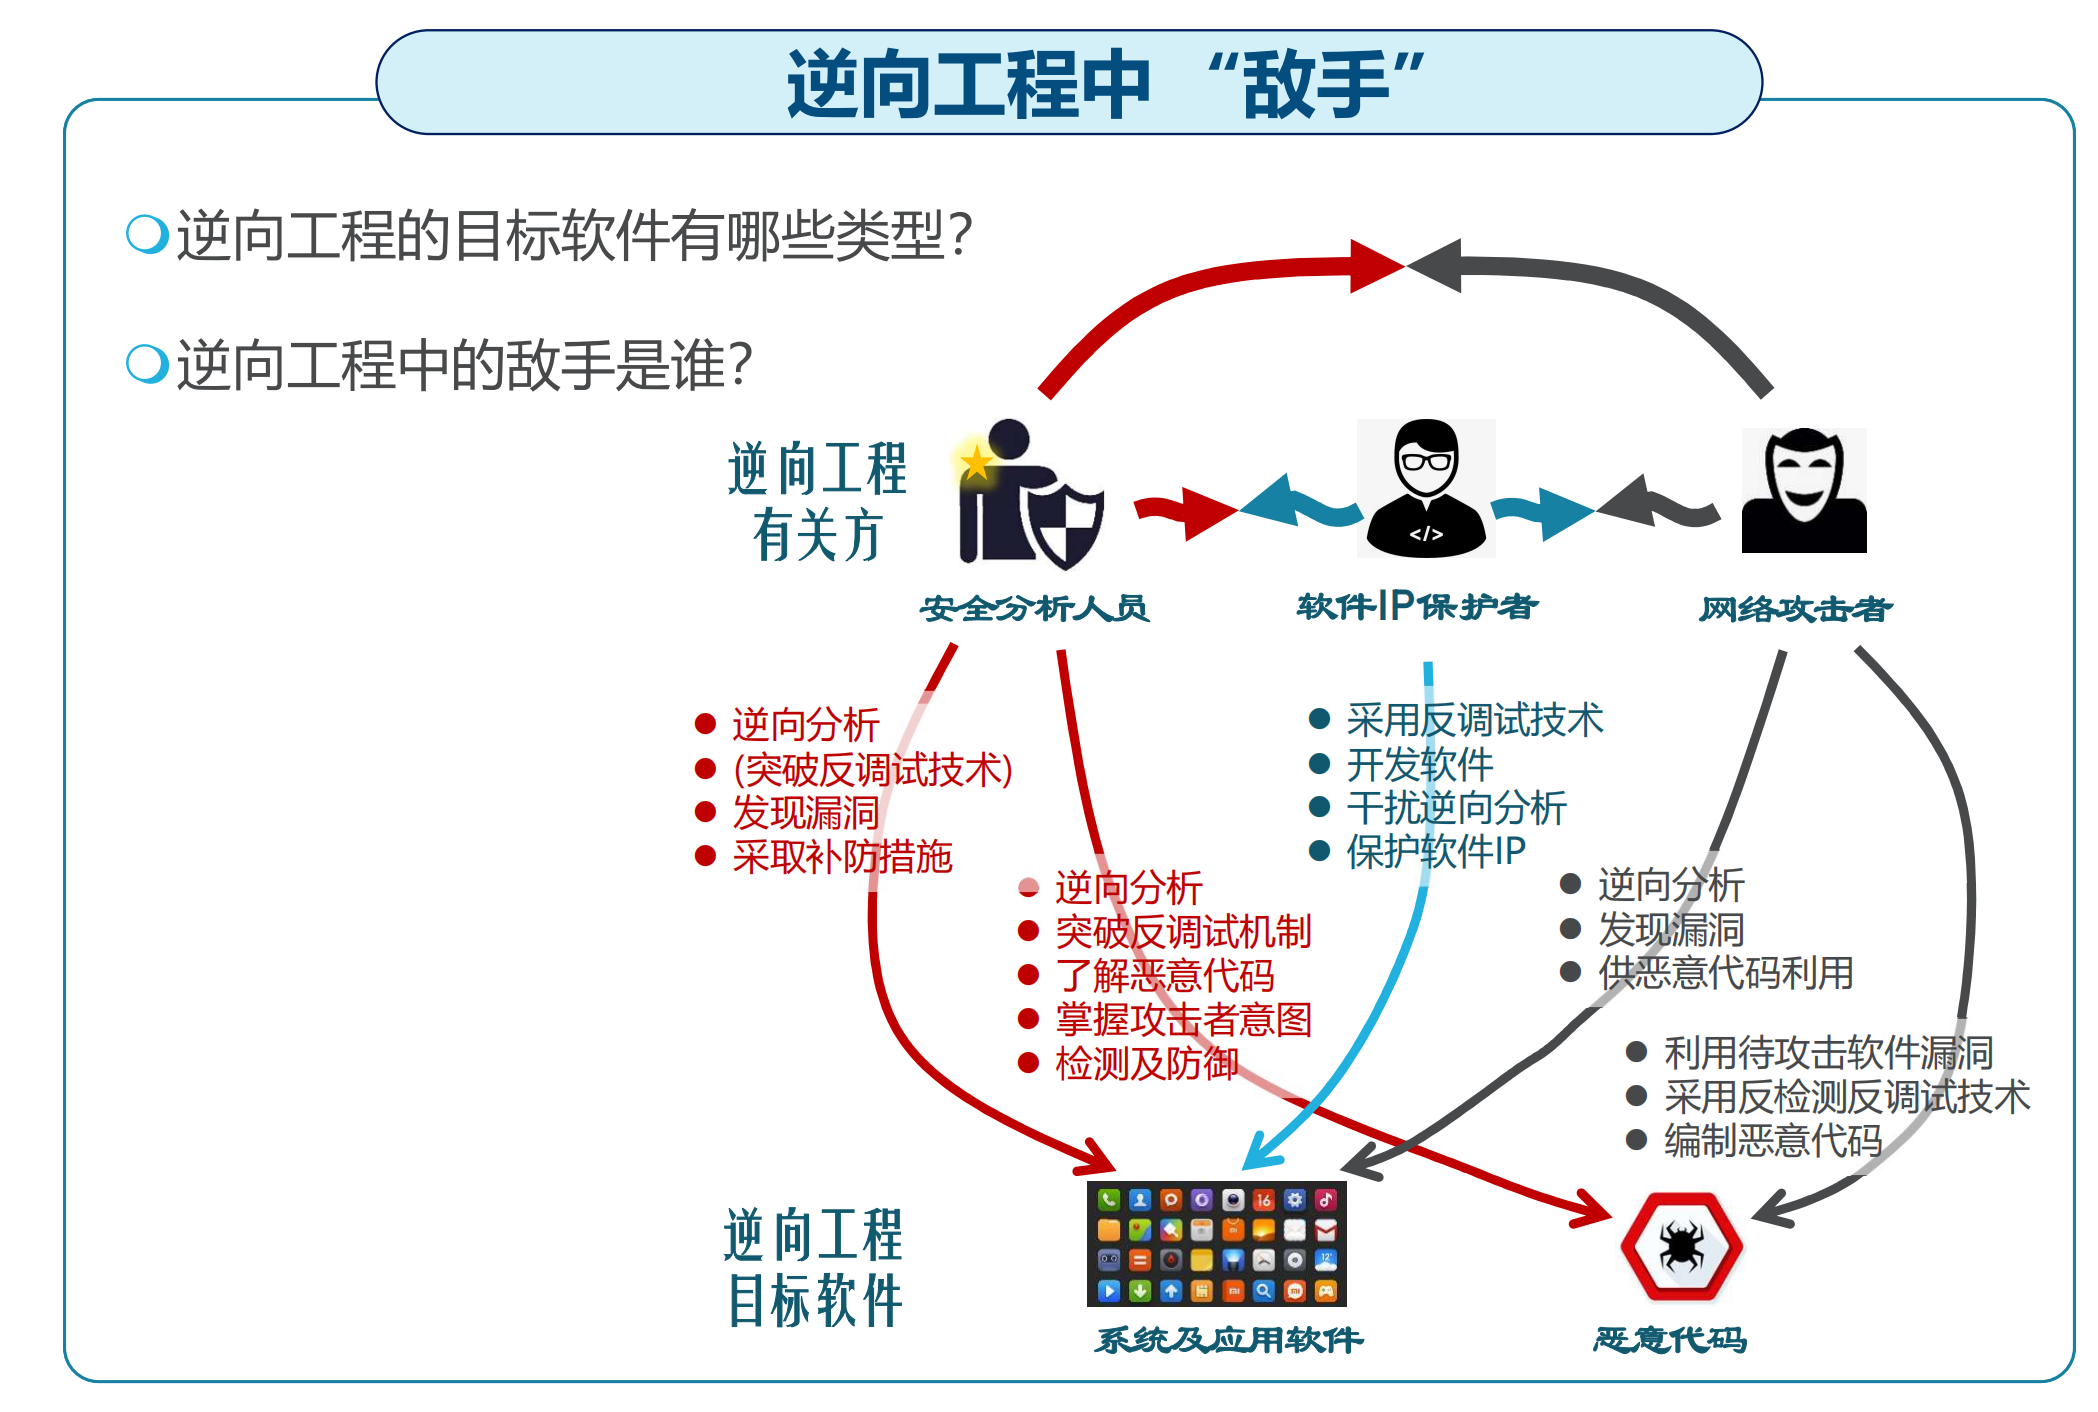 逆向工程中 “敌手”
逆向工程的目标软件有哪些类型？
逆向工程中的敌手是谁？
逆向工程
有关方
</>
安全分析人员
软件IP保护者
网络攻击者
逆向分析
(突破反调试技术)
发现漏洞
采取补防措施
采用反调试技术
开发软件
干扰逆向分析
保护软件IP
逆向分析
突破反调试机制
了解恶意代码
掌握攻击者意图
检测及防御
逆向分析
发现漏洞
供恶意代码利用
利用待攻击软件漏洞
采用反检测反调试技术
编制恶意代码
逆向工程
目标软件
16
12°
系统及应用软件
恶意代码